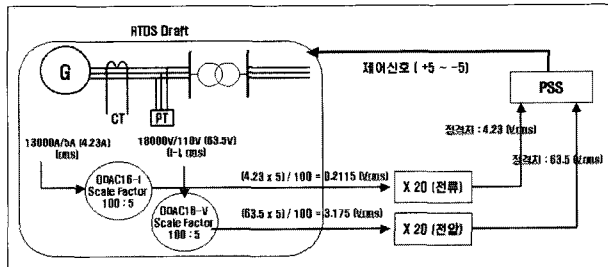 RTDS Draft
G
CT
PT
제어신호 ( +5 ~ -5)
PSS
13000A/5A (4.23A)
(rms)
18000V/110V (63.5V)
(l-l, rms)
정격치 : 4.23 (Vrms)
정격치 : 63.5 (Vrms)
ODAC16-I
Scale Factor
100 : 5
(4.23 x 5) / 100 = 0.2115 (Vrms)
X 20 (전류)
ODAC16-V
Scale Factor
100 : 5
(63.5 x 5) / 100 = 3.175 (Vrms)
X 20 (전압)